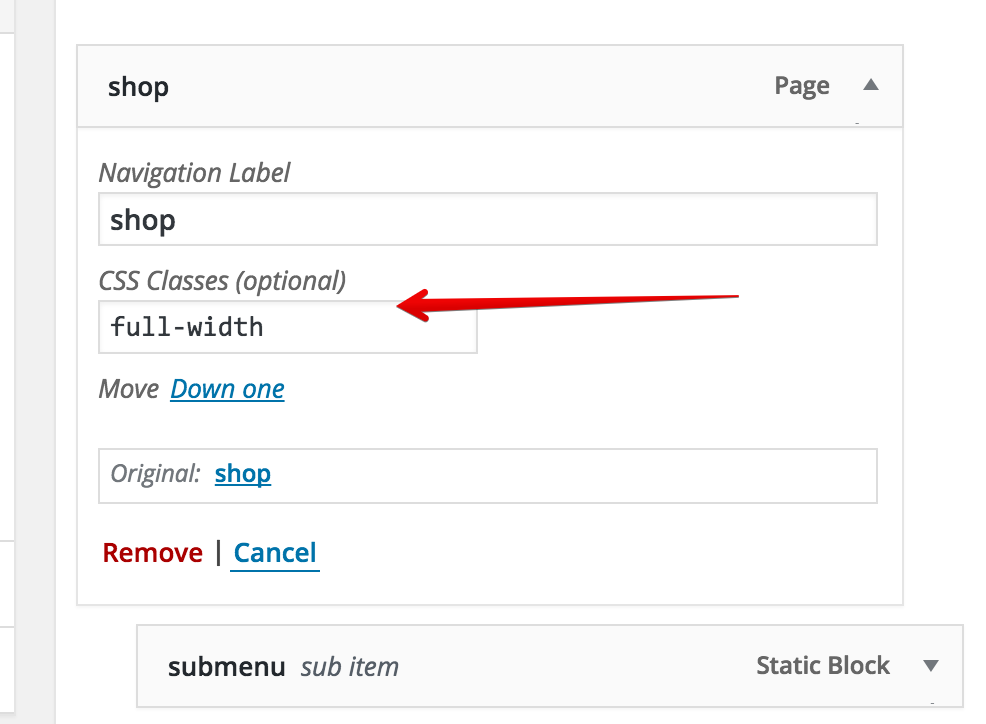 shop Page
Navigation Label
shop
CSS Classes (optional)
full-width
Move Down one
Original: shop
Remove | Cancel
submenu sub item Static Block